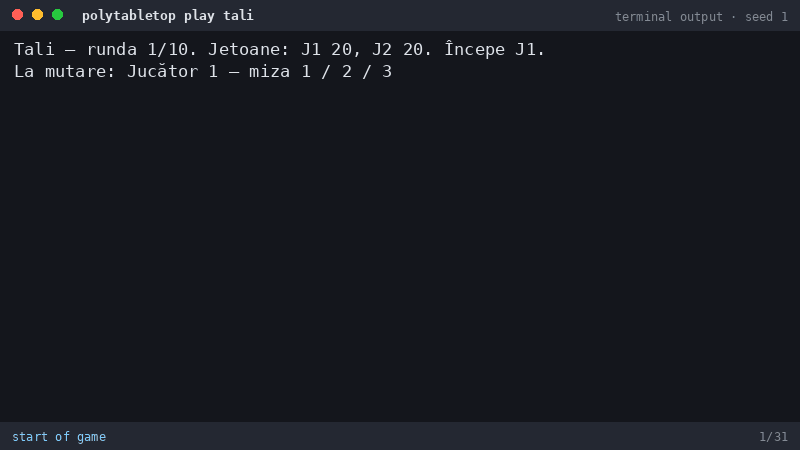 polytabletop play tali
terminal output · seed 1
Tali — runda 1/10. Jetoane: J1 20, J2 20. Începe J1.
La mutare: Jucător 1 — miza 1 / 2 / 3
start of game
1/31